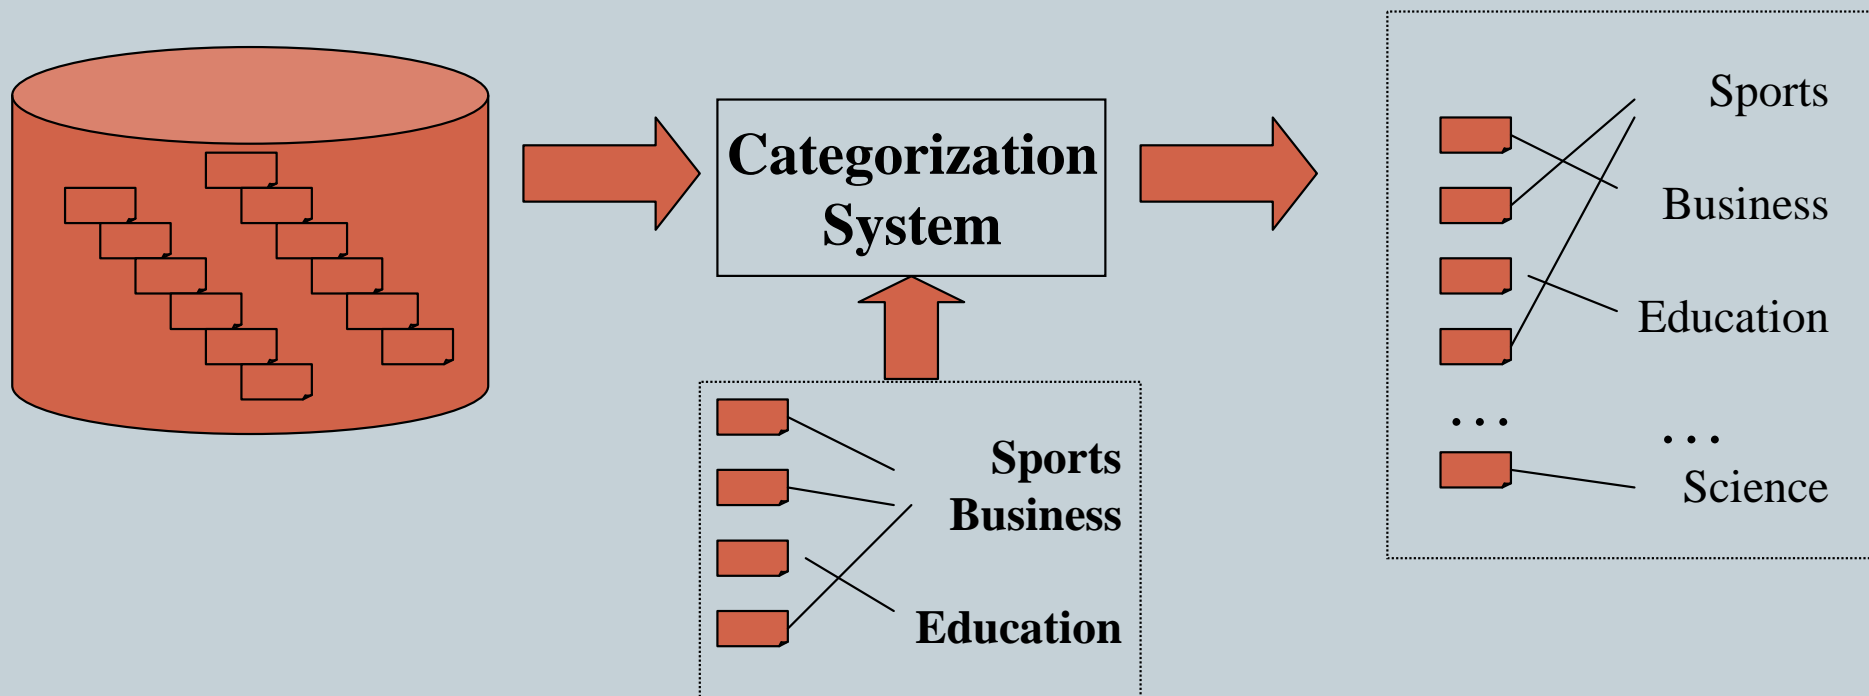 Categorization
System
Sports
Business
Education
Sports
Business
Education
...
...
Science